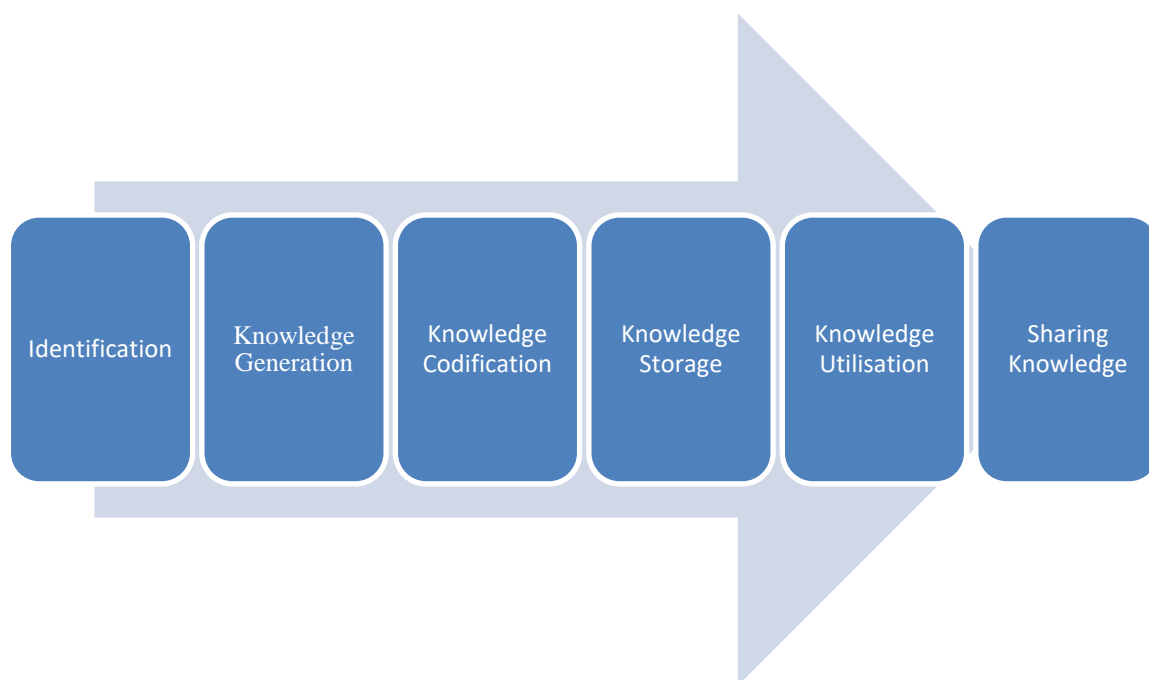 Identification
Knowledge
Generation
Knowledge
Codification
Knowledge
Storage
Knowledge
Utilisation
Sharing
Knowledge